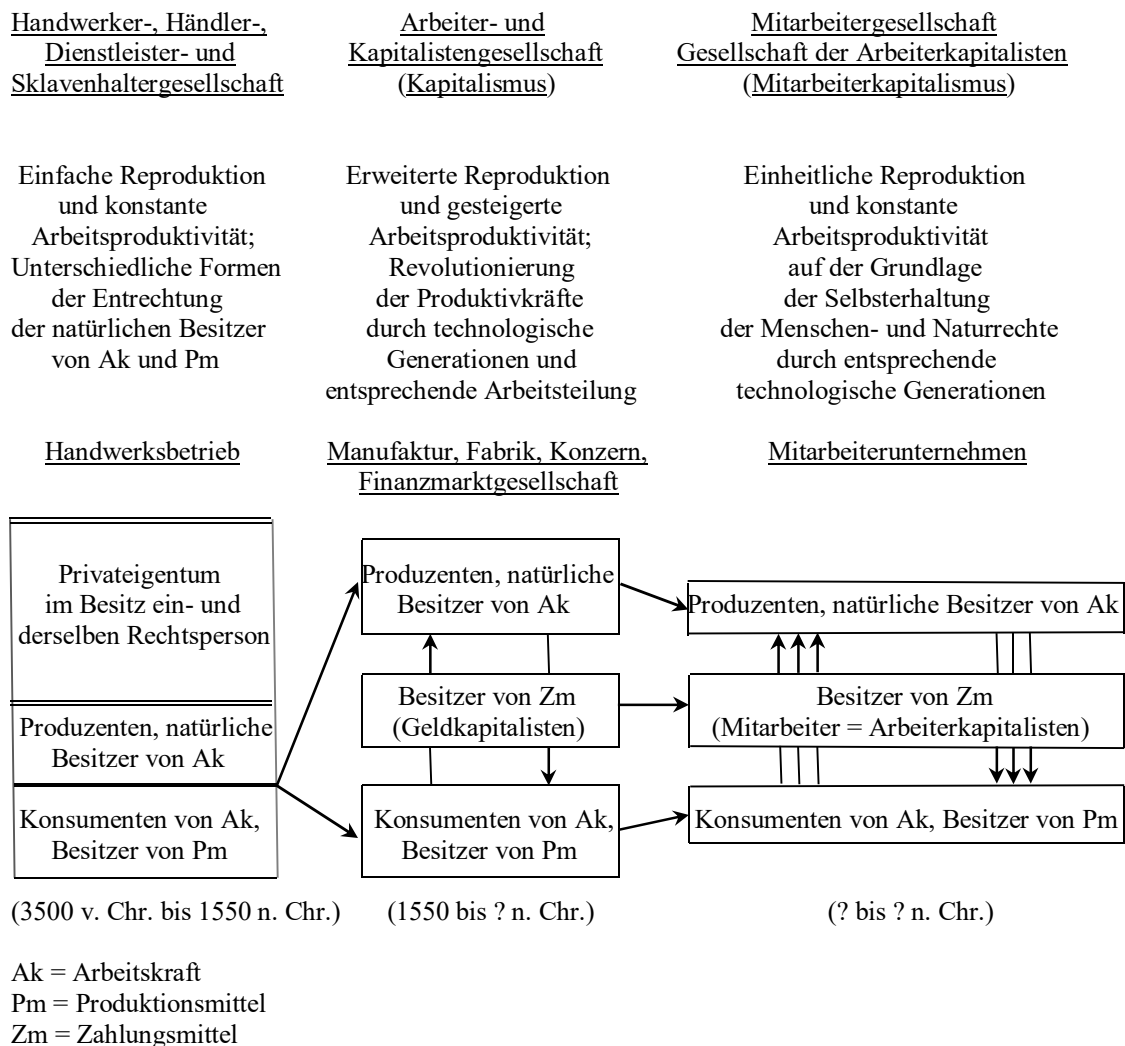 Handwerker-, Händler-,
Dienstleister- und
Sklavenhaltergesellschaft
Arbeiter- und
Kapitalistengesellschaft
(Kapitalismus)
Mitarbeitergesellschaft
Gesellschaft der Arbeiterkapitalisten
(Mitarbeiterkapitalismus)
Einfache Reproduktion
und konstante
Arbeitsproduktivität;
Unterschiedliche Formen
der Entrechtung
der natürlichen Besitzer
von Ak und Pm
Erweiterte Reproduktion
und gesteigerte
Arbeitsproduktivität;
Revolutionierung
der Produktivkräfte
durch technologische
Generationen und
entsprechende Arbeitsteilung
Einheitliche Reproduktion
und konstante
Arbeitsproduktivität
auf der Grundlage
der Selbsterhaltung
der Menschen- und Naturrechte
durch entsprechende
technologische Generationen
Handwerksbetrieb
Manufaktur, Fabrik, Konzern,
Finanzmarktgesellschaft
Mitarbeiterunternehmen
Privateigentum
im Besitz ein- und
derselben Rechtsperson
Produzenten, natürliche
Besitzer von Ak
Konsumenten von Ak,
Besitzer von Pm
Produzenten, natürliche
Besitzer von Ak
Besitzer von Zm
(Geldkapitalisten)
Konsumenten von Ak,
Besitzer von Pm
Produzenten, natürliche Besitzer von Ak
Besitzer von Zm
(Mitarbeiter = Arbeiterkapitalisten)
Konsumenten von Ak, Besitzer von Pm
(3500 v. Chr. bis 1550 n. Chr.)
(1550 bis ? n. Chr.)
(? bis ? n. Chr.)
Ak = Arbeitskraft
Pm = Produktionsmittel
Zm = Zahlungsmittel